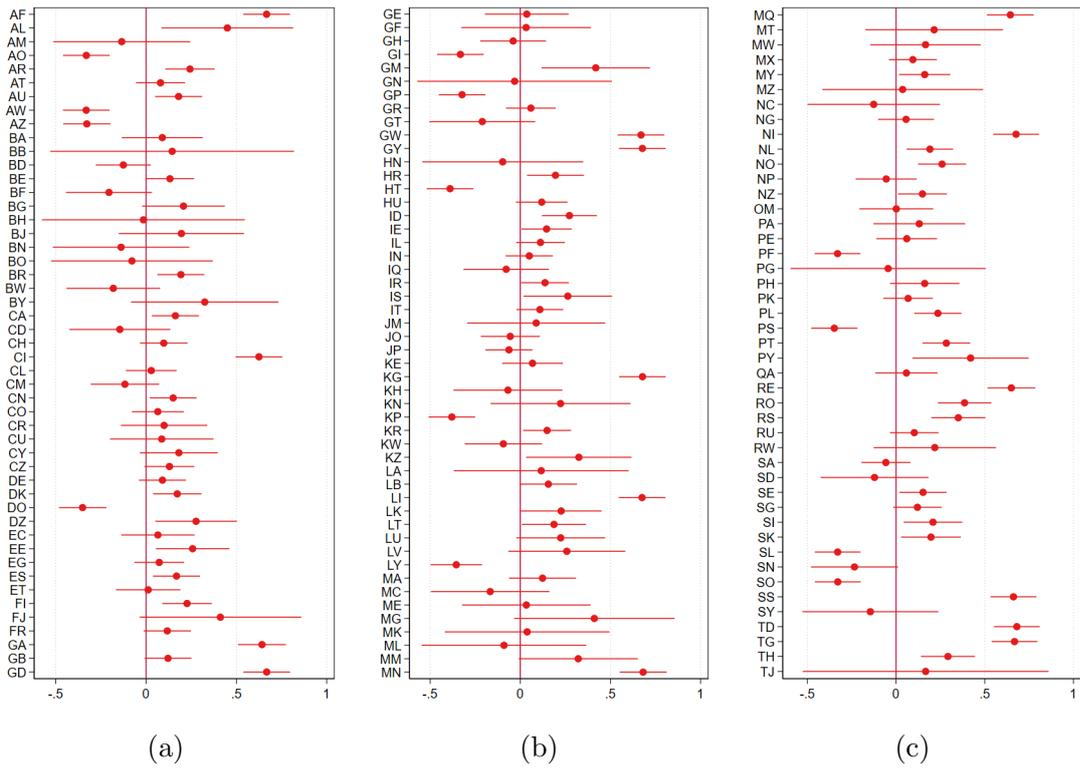 AF
AL
AM
AO
AR
AT
AU
AW
AZ
BA
BB
BD
BE
BF
BG
BH
BJ
BN
BO
BR
BW
BY
CA
CD
CH
CI
CL
CM
CN
CO
CR
CU
CY
CZ
DE
DK
DO
DZ
EC
EE
EG
ES
ET
FI
FJ
FR
GA
GB
GD
-.5 0 .5 1
(a)
GE
GF
GH
GI
GM
GN
GP
GR
GT
GW
GY
HN
HR
HT
HU
ID
IE
IL
IN
IQ
IR
IS
IT
JM
JO
JP
KE
KG
KH
KN
KP
KR
KW
KZ
LA
LB
LI
LK
LT
LU
LV
LY
MA
MC
ME
MG
MK
ML
MM
MN
-.5 0 .5 1
(b)
MQ
MT
MW
MX
MY
MZ
NC
NG
NI
NL
NO
NP
NZ
OM
PA
PE
PF
PG
PH
PK
PL
PS
PT
PY
QA
RE
RO
RS
RU
RW
SA
SD
SE
SG
SI
SK
SL
SN
SO
SS
SY
TD
TG
TH
TJ
-.5 0 .5 1
(c)